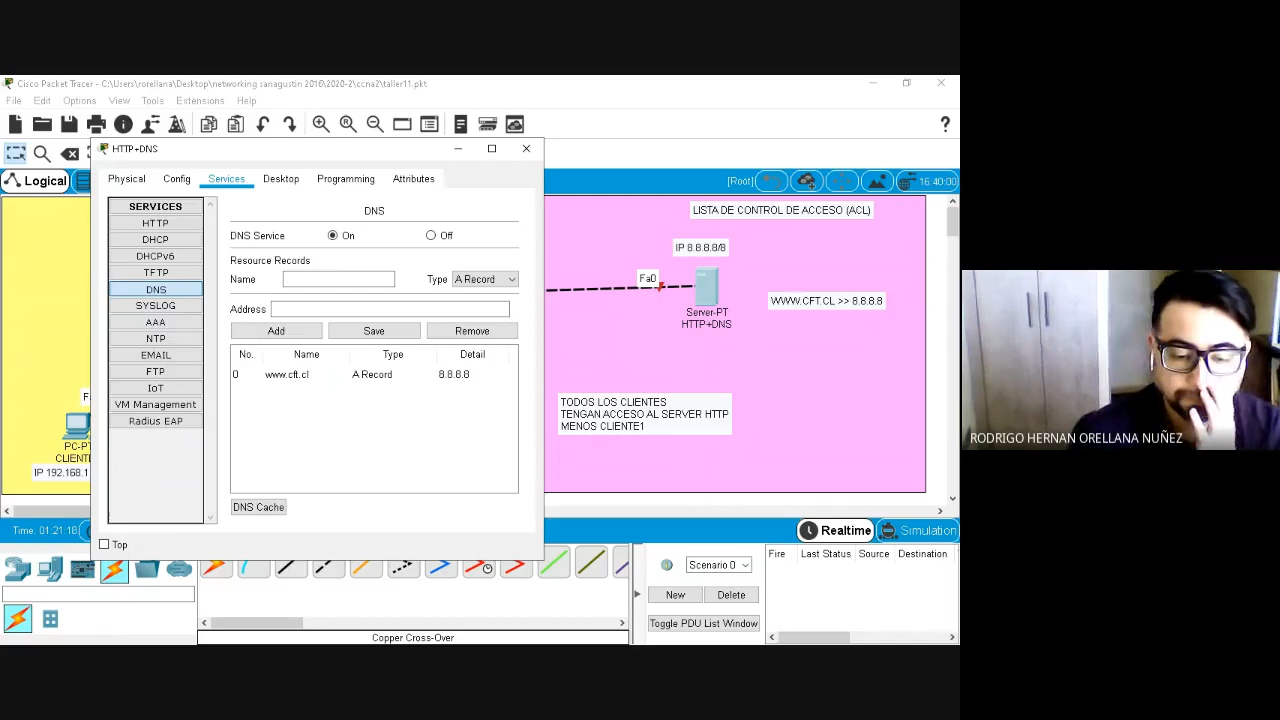 Cisco Packet Tracer - C:\Users\rorellana\Desktop\networking sanagustin 2016\2020-2\ccna2\taller11.pkt
File Edit Options View Tools Extensions Help
HTTP+DNS
Logical
[Root]
16:40:00
Physical Config Services Desktop Programming Attributes
SERVICES
HTTP
DHCP
DHCPv6
TFTP
DNS
SYSLOG
AAA
NTP
EMAIL
FTP
IoT
VM Management
Radius EAP
DNS
DNS Service On Off
Resource Records
Name Type A Record
Address
Add Save Remove
No. Name Type Detail
0 www.cft.cl A Record 8.8.8.8
DNS Cache
Top
LISTA DE CONTROL DE ACCESO (ACL)
IP 8.8.8.8/8
Fa0
Server-PT
HTTP+DNS
WWW.CFT.CL >> 8.8.8.8
TODOS LOS CLIENTES
TENGAN ACCESO AL SERVER HTTP
MENOS CLIENTE1
F
PC-PT
CLIENTE
IP 192.168.1.
RODRIGO HERNAN ORELLANA NUÑEZ
Time: 01:21:18
Realtime Simulation
Scenario 0
New Delete
Toggle PDU List Window
Fire Last Status Source Destination
Copper Cross-Over